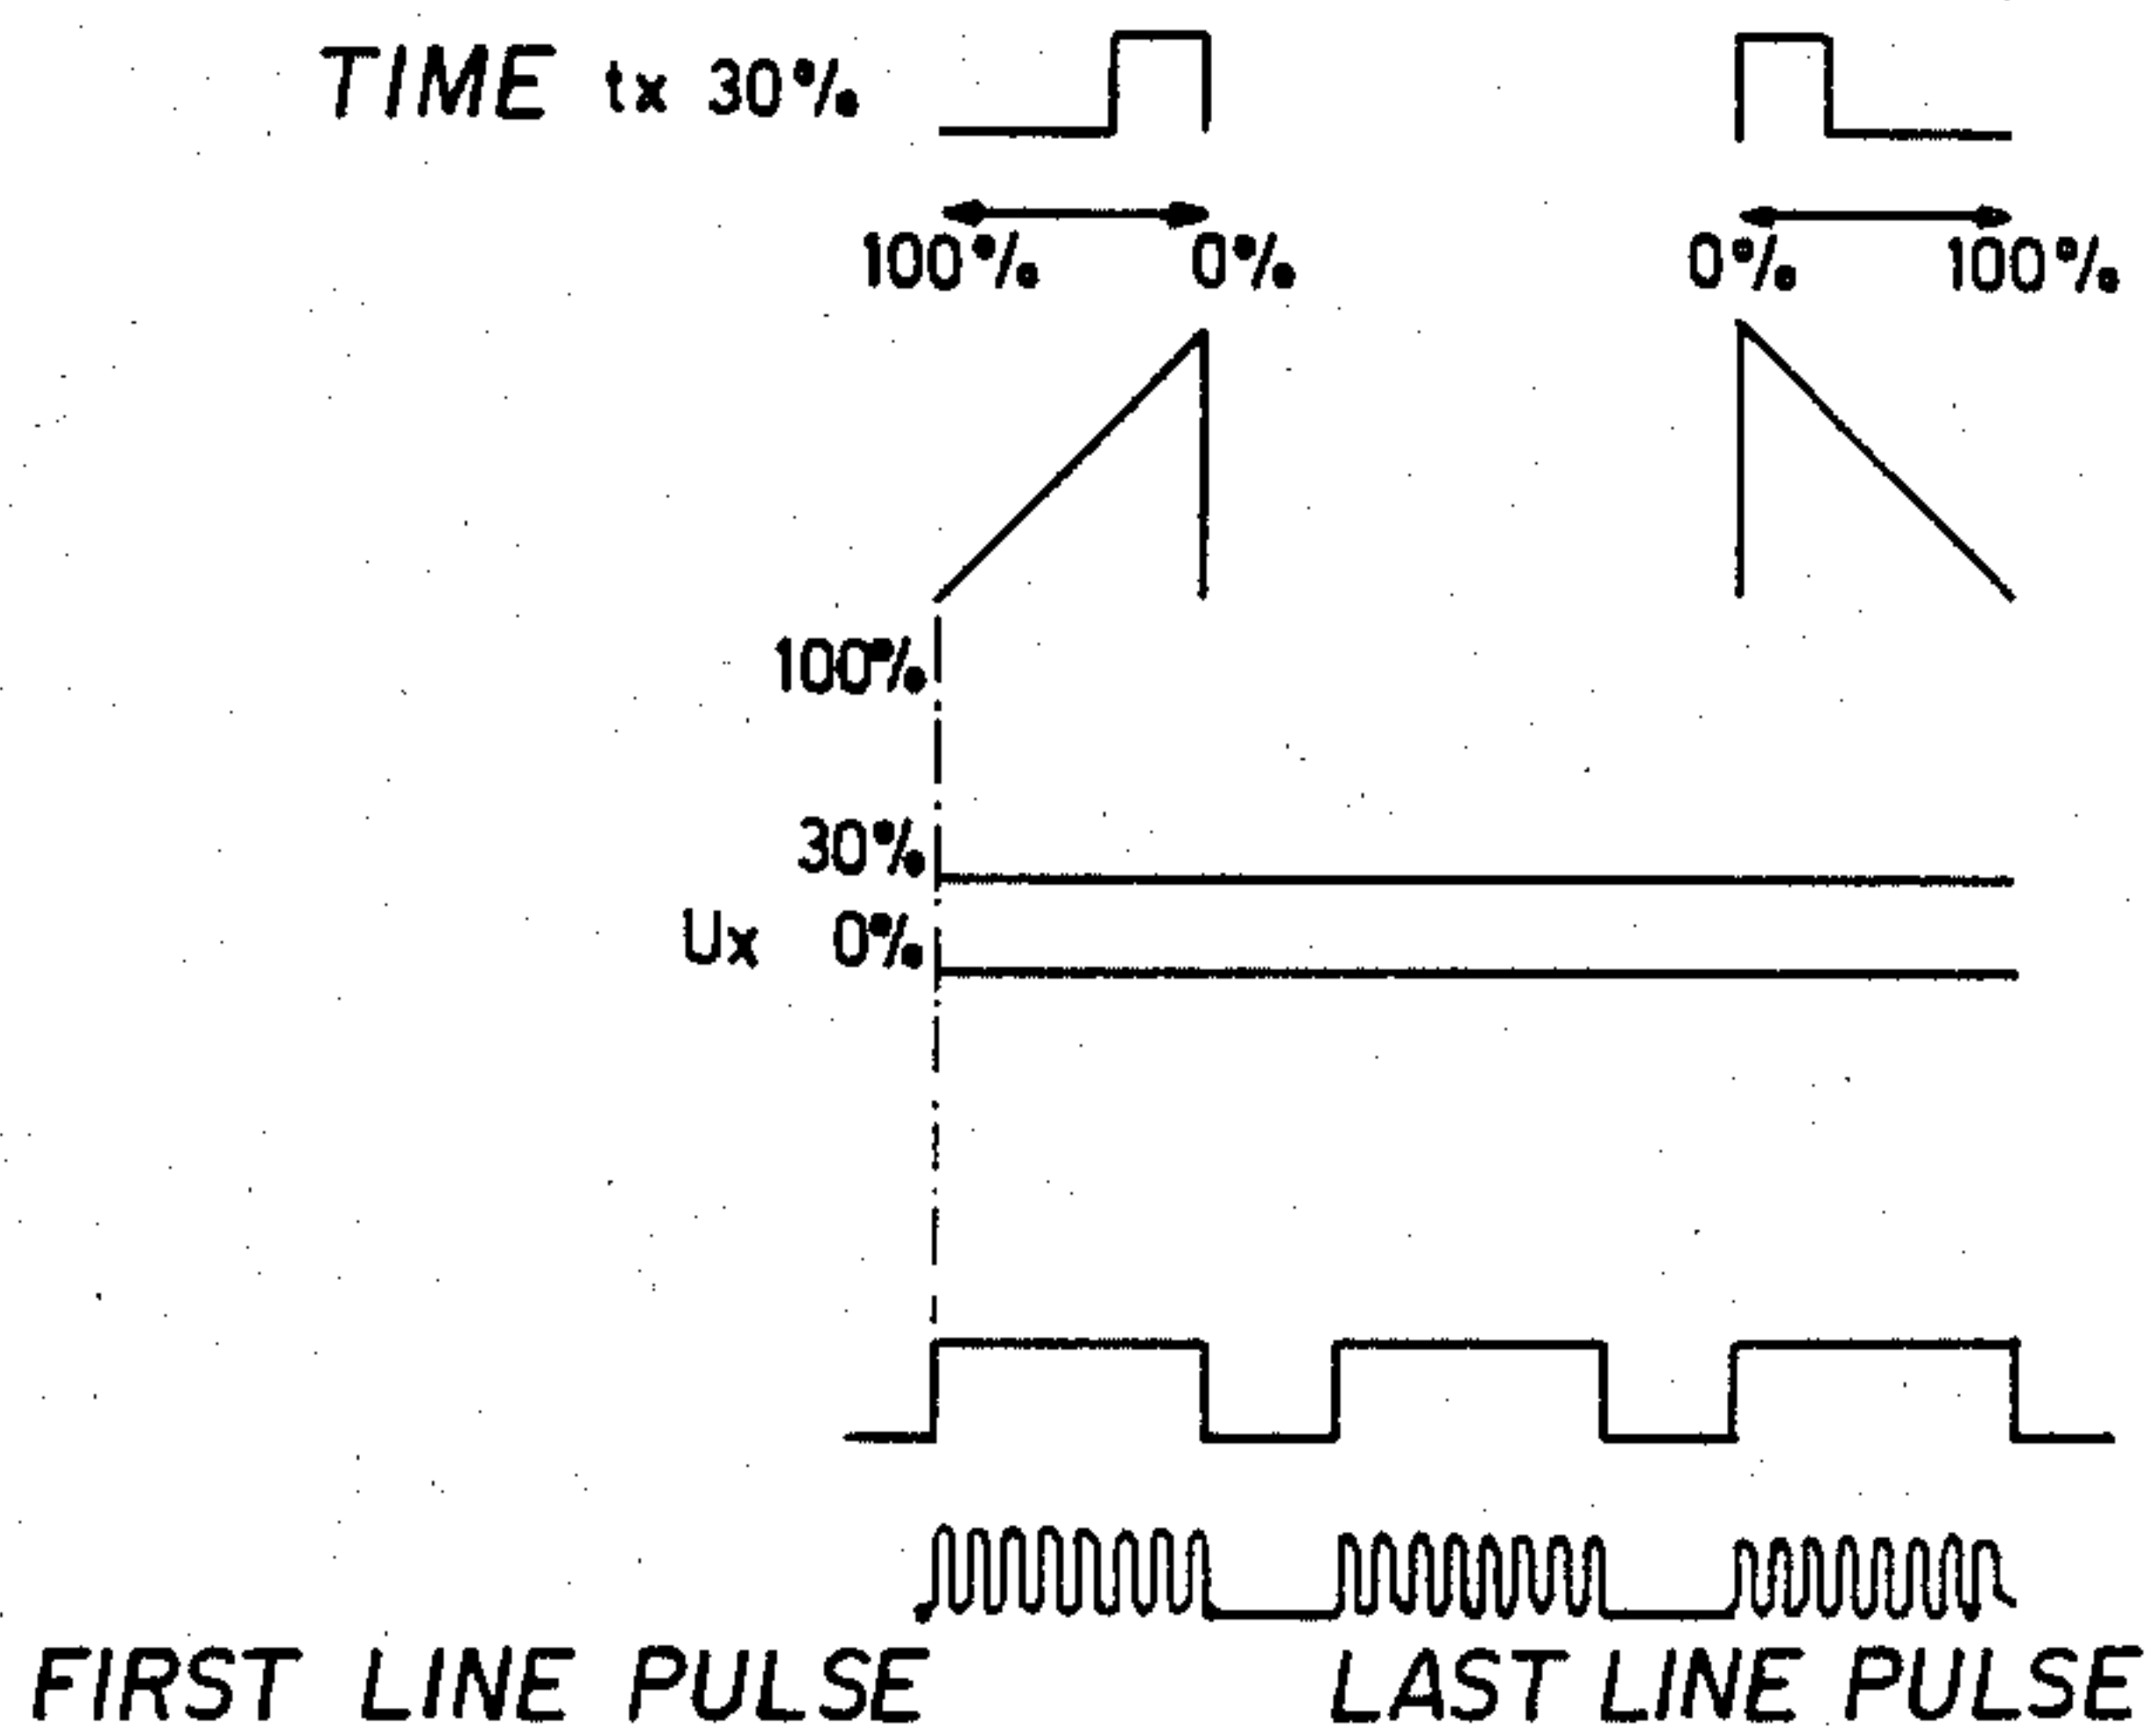 TIME tx 30%
100% 0% 0% 100%
100%
30%
Ux 0%
FIRST LINE PULSE LAST LINE PULSE